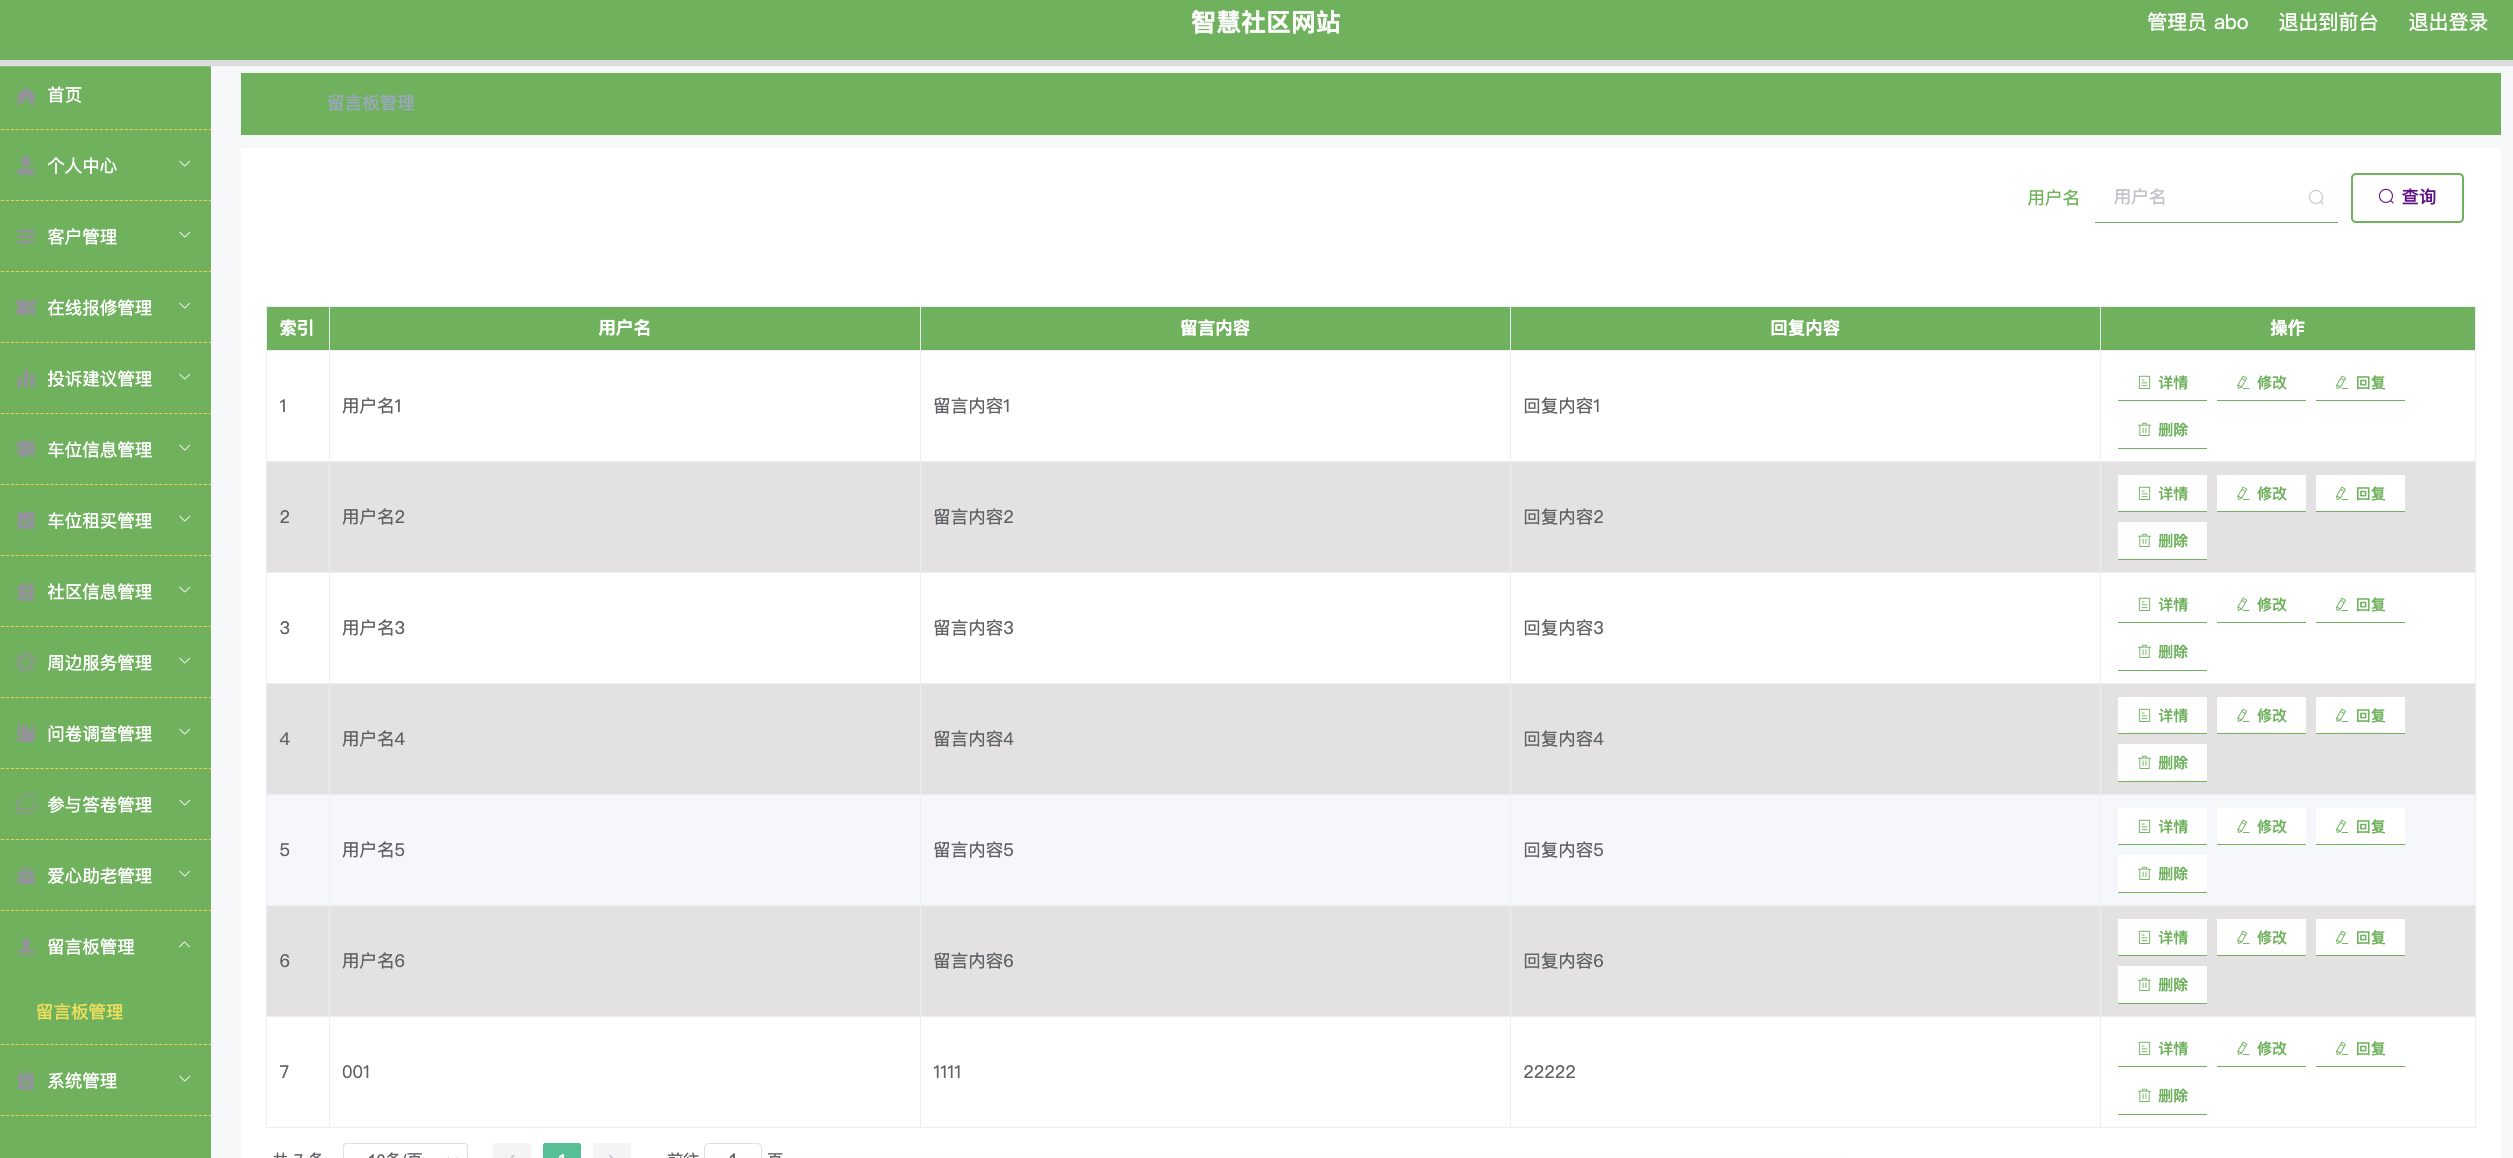 智慧社区网站
管理员 abo 退出到前台 退出登录
首页
个人中心
客户管理
在线报修管理
投诉建议管理
车位信息管理
车位租买管理
社区信息管理
周边服务管理
问卷调查管理
参与答卷管理
爱心助老管理
留言板管理
留言板管理
系统管理
留言板管理
用户名 用户名 查询
索引 用户名 留言内容 回复内容 操作
1 用户名1 留言内容1 回复内容1 详情 修改 回复
删除
2 用户名2 留言内容2 回复内容2 详情 修改 回复
删除
3 用户名3 留言内容3 回复内容3 详情 修改 回复
删除
4 用户名4 留言内容4 回复内容4 详情 修改 回复
删除
5 用户名5 留言内容5 回复内容5 详情 修改 回复
删除
6 用户名6 留言内容6 回复内容6 详情 修改 回复
删除
7 001 1111 22222 详情 修改 回复
删除
共 7 条 10条/页 1 前往 1 页